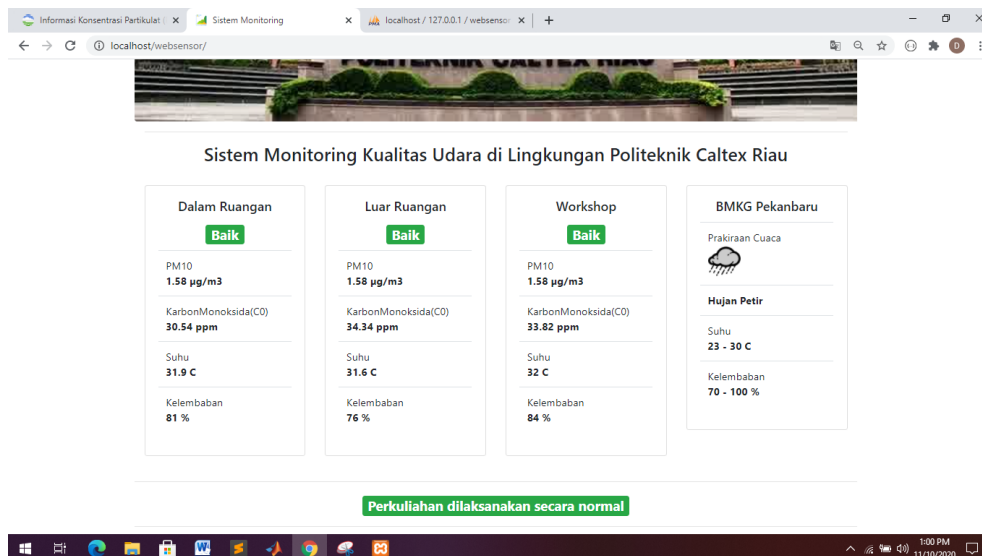 Informasi Konsentrasi Partikulat (
Sistem Monitoring
localhost / 127.0.0.1 / websensor
localhost/websensor/
D
POLITEKNIK CALTEX RIAU
Sistem Monitoring Kualitas Udara di Lingkungan Politeknik Caltex Riau
Dalam Ruangan
Baik
PM10
1.58 µg/m3
KarbonMonoksida(C0)
30.54 ppm
Suhu
31.9 C
Kelembaban
81 %
Luar Ruangan
Baik
PM10
1.58 µg/m3
KarbonMonoksida(C0)
34.34 ppm
Suhu
31.6 C
Kelembaban
76 %
Workshop
Baik
PM10
1.58 µg/m3
KarbonMonoksida(C0)
33.82 ppm
Suhu
32 C
Kelembaban
84 %
BMKG Pekanbaru
Prakiraan Cuaca
Hujan Petir
Suhu
23 - 30 C
Kelembaban
70 - 100 %
Perkuliahan dilaksanakan secara normal
1:00 PM
11/10/2020